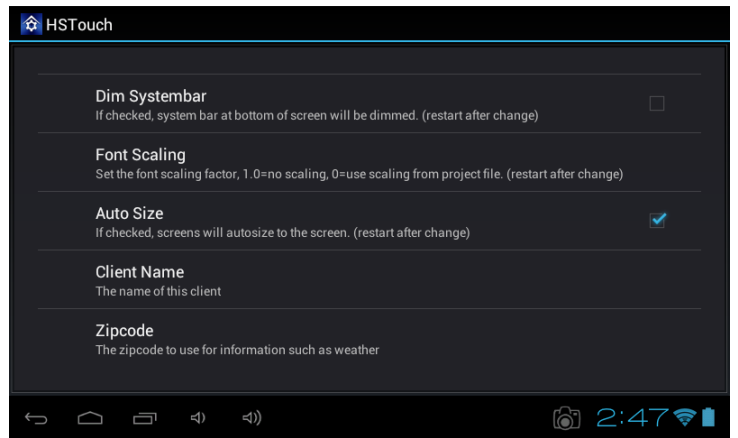 HSTouch
Dim Systembar
If checked, system bar at bottom of screen will be dimmed. (restart after change)
Font Scaling
Set the font scaling factor, 1.0=no scaling, 0=use scaling from project file. (restart after change)
Auto Size
If checked, screens will autosize to the screen. (restart after change)
Client Name
The name of this client
Zipcode
The zipcode to use for information such as weather
2:47